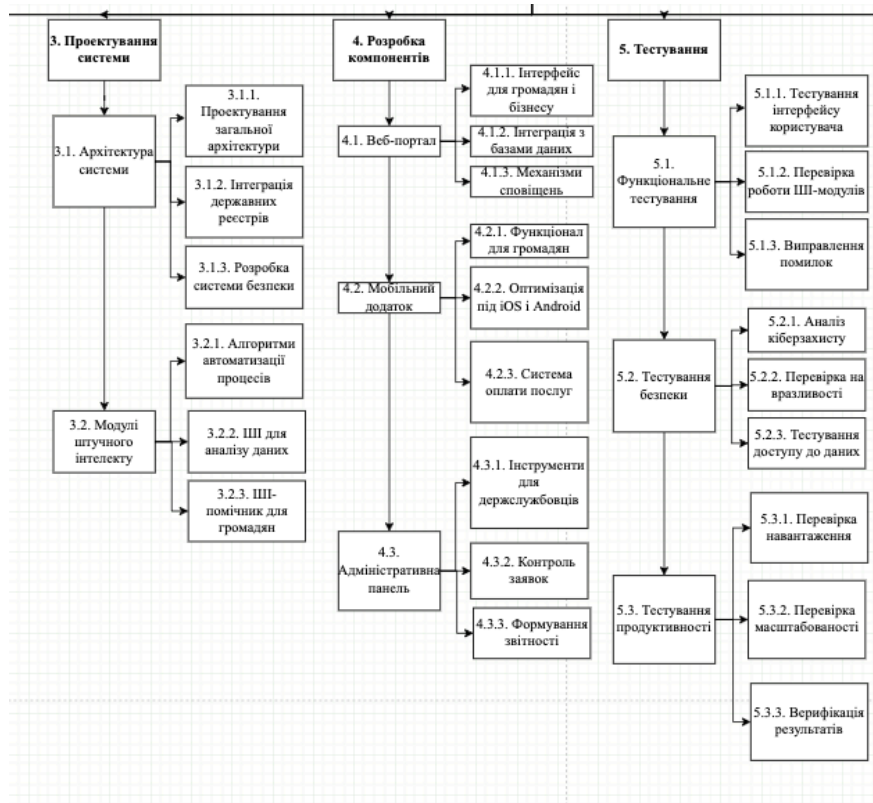 3. Проектування
системи
3.1. Архітектура
системи
3.1.1.
Проектування
загальної
архітектури
3.1.2. Інтеграція
державних
реєстрів
3.1.3. Розробка
системи безпеки
3.2. Модулі
штучного
інтелекту
3.2.1. Алгоритми
автоматизації
процесів
3.2.2. ШІ для
аналізу даних
3.2.3. ШІ-
помічник для
громадян
4. Розробка
компонентів
4.1. Веб-портал
4.1.1. Інтерфейс
для громадян і
бізнесу
4.1.2. Інтеграція з
базами даних
4.1.3. Механізми
сповіщень
4.2. Мобільний
додаток
4.2.1. Функціонал
для громадян
4.2.2. Оптимізація
під iOS і Android
4.2.3. Система
оплати послуг
4.3.
Адміністративна
панель
4.3.1. Інструменти
для
держслужбовців
4.3.2. Контроль
заявок
4.3.3. Формування
звітності
5. Тестування
5.1.
Функціональне
тестування
5.1.1. Тестування
інтерфейсу
користувача
5.1.2. Перевірка
роботи ШІ-модулів
5.1.3. Виправлення
помилок
5.2. Тестування
безпеки
5.2.1. Аналіз
кіберзахисту
5.2.2. Перевірка на
вразливості
5.2.3. Тестування
доступу до даних
5.3. Тестування
продуктивності
5.3.1. Перевірка
навантаження
5.3.2. Перевірка
масштабованості
5.3.3. Верифікація
результатів